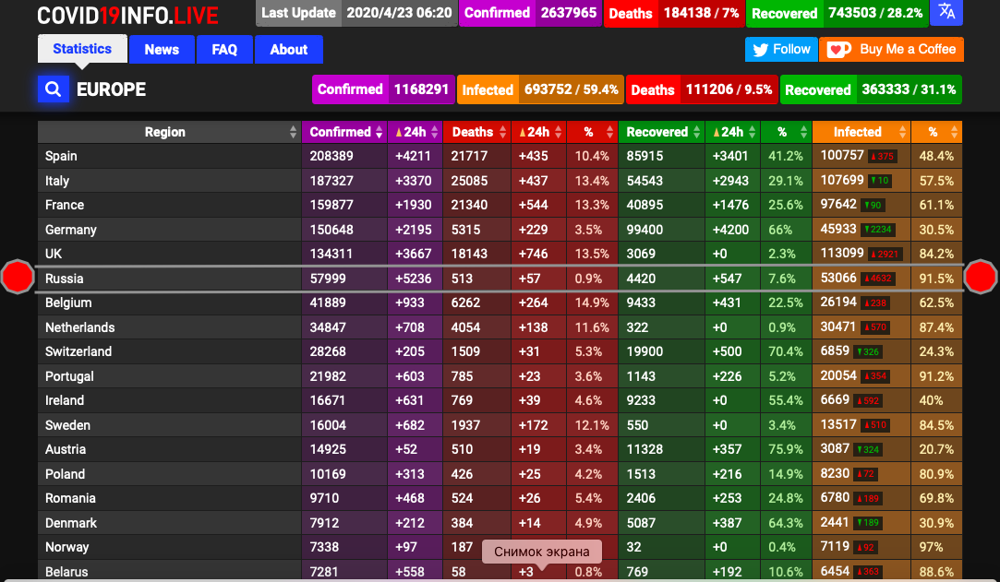 COVID19INFO.LIVE Last Update 2020/4/23 06:20 Confirmed 2637965 Deaths 184138 / 7% Recovered 743503 / 28.2%
Statistics News FAQ About Follow Buy Me a Coffee
EUROPE Confirmed 1168291 Infected 693752 / 59.4% Deaths 111206 / 9.5% Recovered 363333 / 31.1%
Region Confirmed ▲24h Deaths ▲24h % Recovered ▲24h % Infected %
Spain 208389 +4211 21717 +435 10.4% 85915 +3401 41.2% 100757 ▲375 48.4%
Italy 187327 +3370 25085 +437 13.4% 54543 +2943 29.1% 107699 ▼10 57.5%
France 159877 +1930 21340 +544 13.3% 40895 +1476 25.6% 97642 ▼90 61.1%
Germany 150648 +2195 5315 +229 3.5% 99400 +4200 66% 45933 ▼2234 30.5%
UK 134311 +3667 18143 +746 13.5% 3069 +0 2.3% 113099 ▲2921 84.2%
Russia 57999 +5236 513 +57 0.9% 4420 +547 7.6% 53066 ▲4632 91.5%
Belgium 41889 +933 6262 +264 14.9% 9433 +431 22.5% 26194 ▲238 62.5%
Netherlands 34847 +708 4054 +138 11.6% 322 +0 0.9% 30471 ▲570 87.4%
Switzerland 28268 +205 1509 +31 5.3% 19900 +500 70.4% 6859 ▼326 24.3%
Portugal 21982 +603 785 +23 3.6% 1143 +226 5.2% 20054 ▲354 91.2%
Ireland 16671 +631 769 +39 4.6% 9233 +0 55.4% 6669 ▲592 40%
Sweden 16004 +682 1937 +172 12.1% 550 +0 3.4% 13517 ▲510 84.5%
Austria 14925 +52 510 +19 3.4% 11328 +357 75.9% 3087 ▼324 20.7%
Poland 10169 +313 426 +25 4.2% 1513 +216 14.9% 8230 ▲72 80.9%
Romania 9710 +468 524 +26 5.4% 2406 +253 24.8% 6780 ▲189 69.8%
Denmark 7912 +212 384 +14 4.9% 5087 +387 64.3% 2441 ▼189 30.9%
Norway 7338 +97 187 32 +0 0.4% 7119 ▲92 97%
Снимок экрана
Belarus 7281 +558 58 +3 0.8% 769 +192 10.6% 6454 ▲363 88.6%